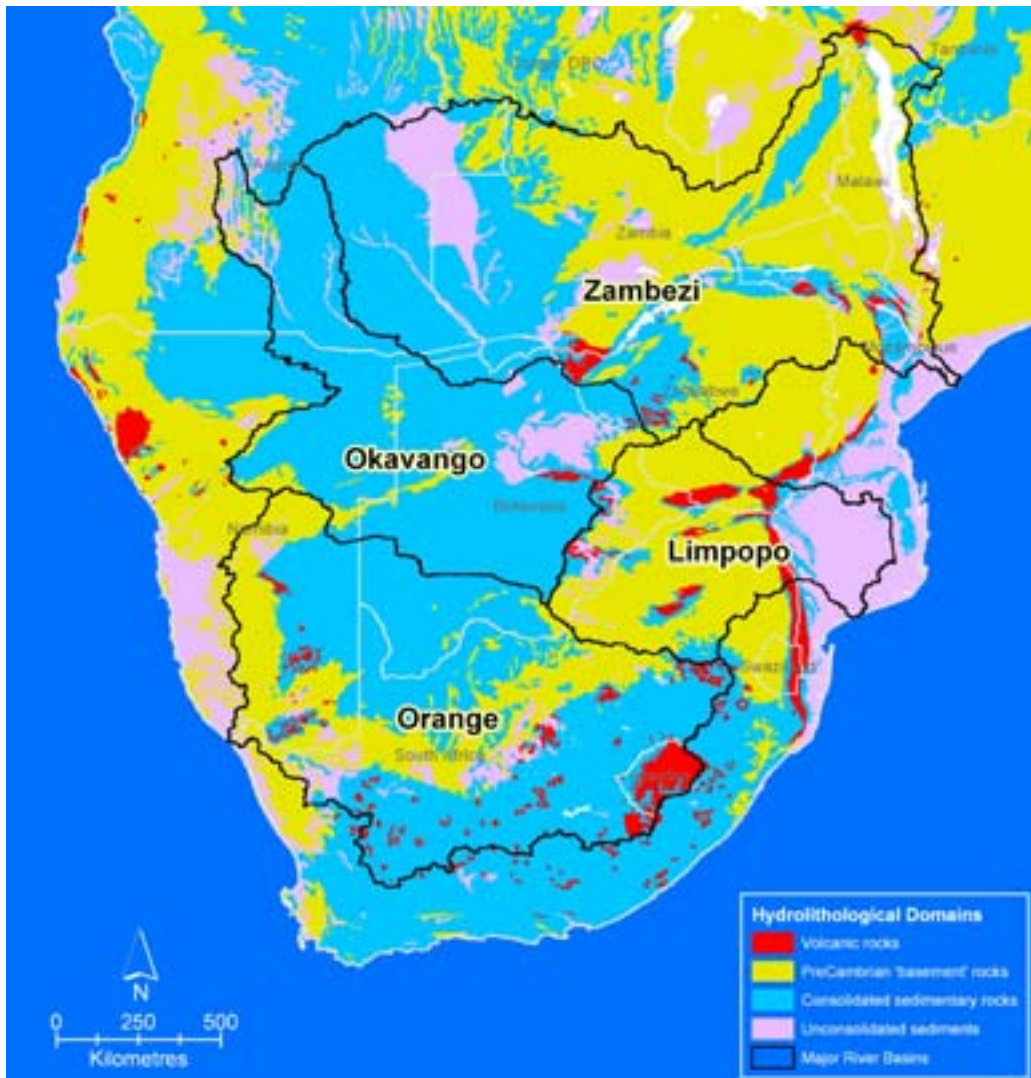 Tanzania
Malawi
Zambia
Zambezi
Okavango
Botswana
Namibia
Limpopo
Orange
South Africa
N
0 250 500
Kilometres
Hydrolithological Domains
Volcanic rocks
PreCambrian 'basement' rocks
Consolidated sedimentary rocks
Unconsolidated sediments
Major River Basins